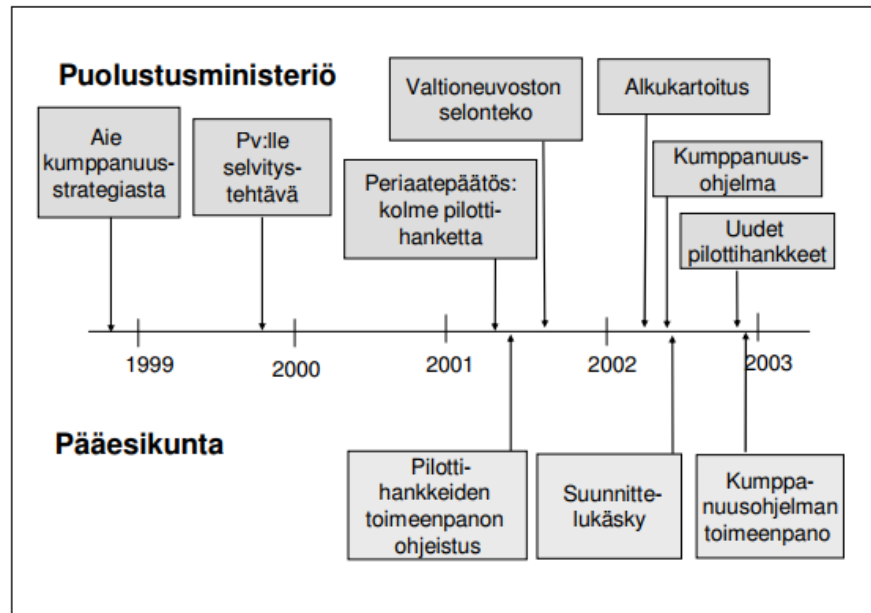 Puolustusministeriö
Aie
kumppanuus-
strategiasta
Pv:lle
selvitys-
tehtävä
Periaatepäätös:
kolme pilotti-
hanketta
Valtioneuvoston
selonteko
Alkukartoitus
Kumppanuus-
ohjelma
Uudet
pilottihankkeet
1999
2000
2001
2002
2003
Pääesikunta
Pilotti-
hankkeiden
toimeenpanon
ohjeistus
Suunnitte-
lukäsky
Kumppa-
nuusohjelman
toimeenpano